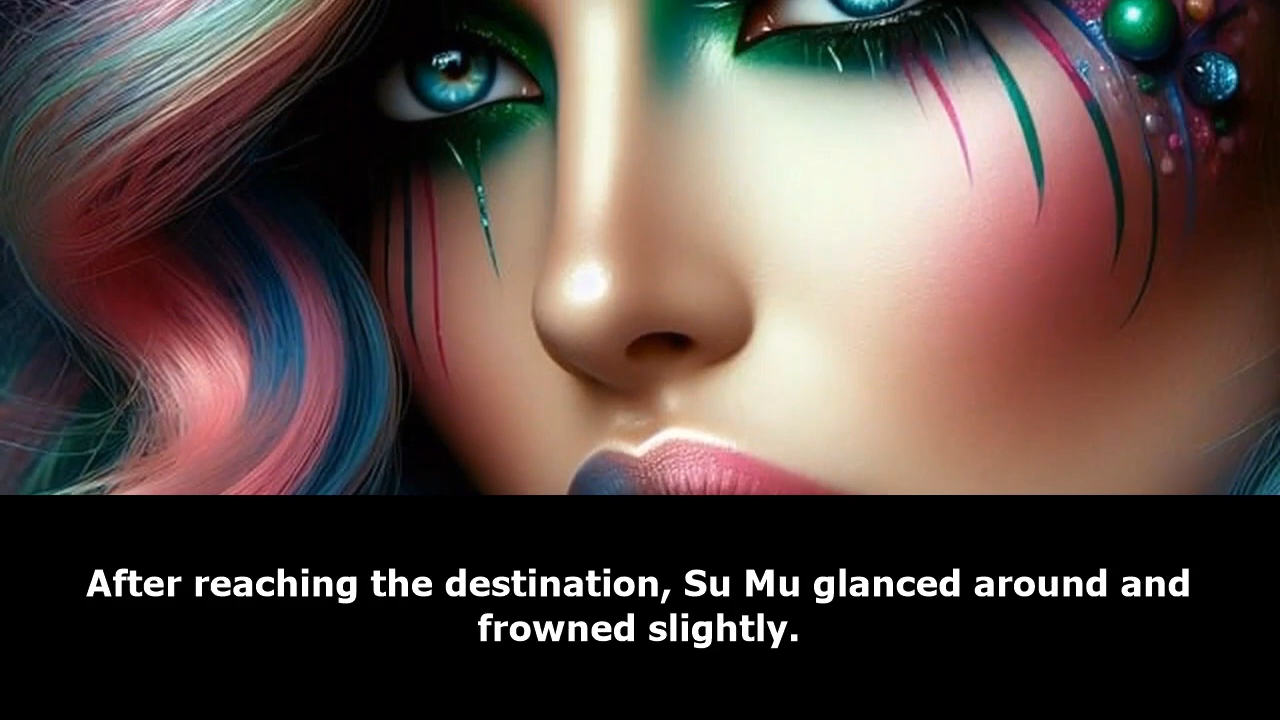 After reaching the destination, Su Mu glanced around and
frowned slightly.